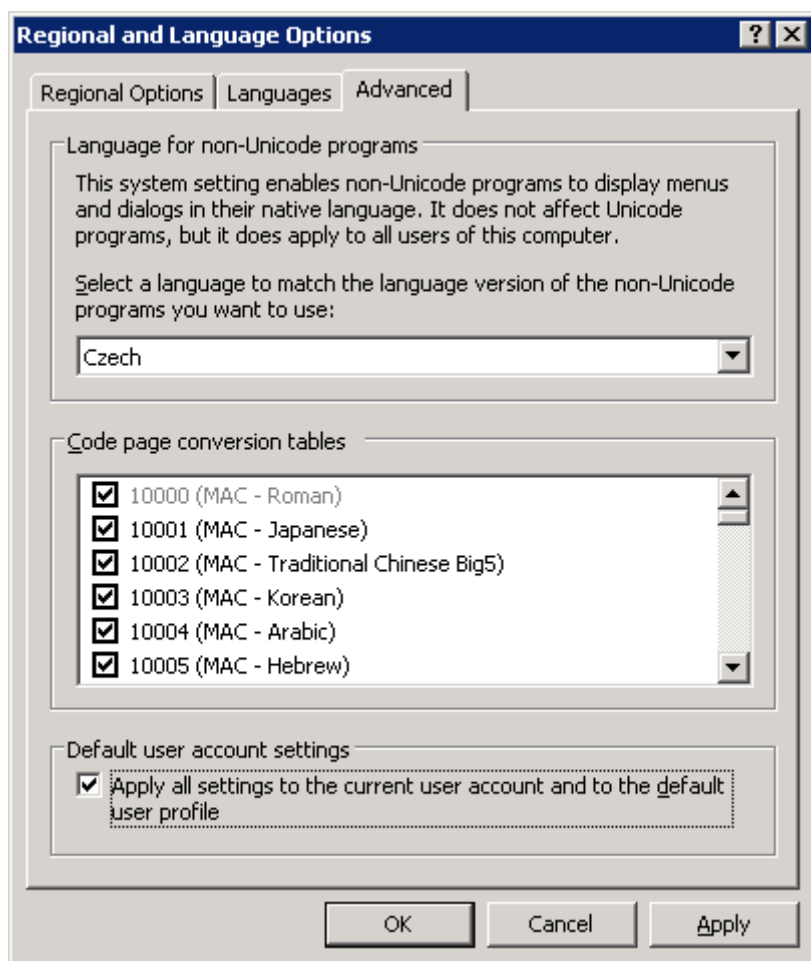 Regional and Language Options
Regional Options
Languages
Advanced
Language for non-Unicode programs
This system setting enables non-Unicode programs to display menus
and dialogs in their native language. It does not affect Unicode
programs, but it does apply to all users of this computer.
Select a language to match the language version of the non-Unicode
programs you want to use:
Czech
Code page conversion tables
10000 (MAC - Roman)
10001 (MAC - Japanese)
10002 (MAC - Traditional Chinese Big5)
10003 (MAC - Korean)
10004 (MAC - Arabic)
10005 (MAC - Hebrew)
Default user account settings
Apply all settings to the current user account and to the default
user profile
OK
Cancel
Apply